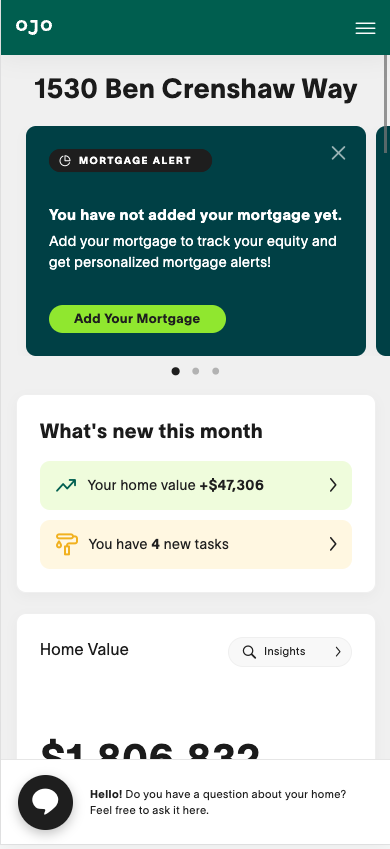 OJO
1530 Ben Crenshaw Way
MORTGAGE ALERT
You have not added your mortgage yet.
Add your mortgage to track your equity and
get personalized mortgage alerts!
Add Your Mortgage
What's new this month
Your home value +$47,306
You have 4 new tasks
Home Value
Insights
$1,806,832
Hello! Do you have a question about your home?
Feel free to ask it here.